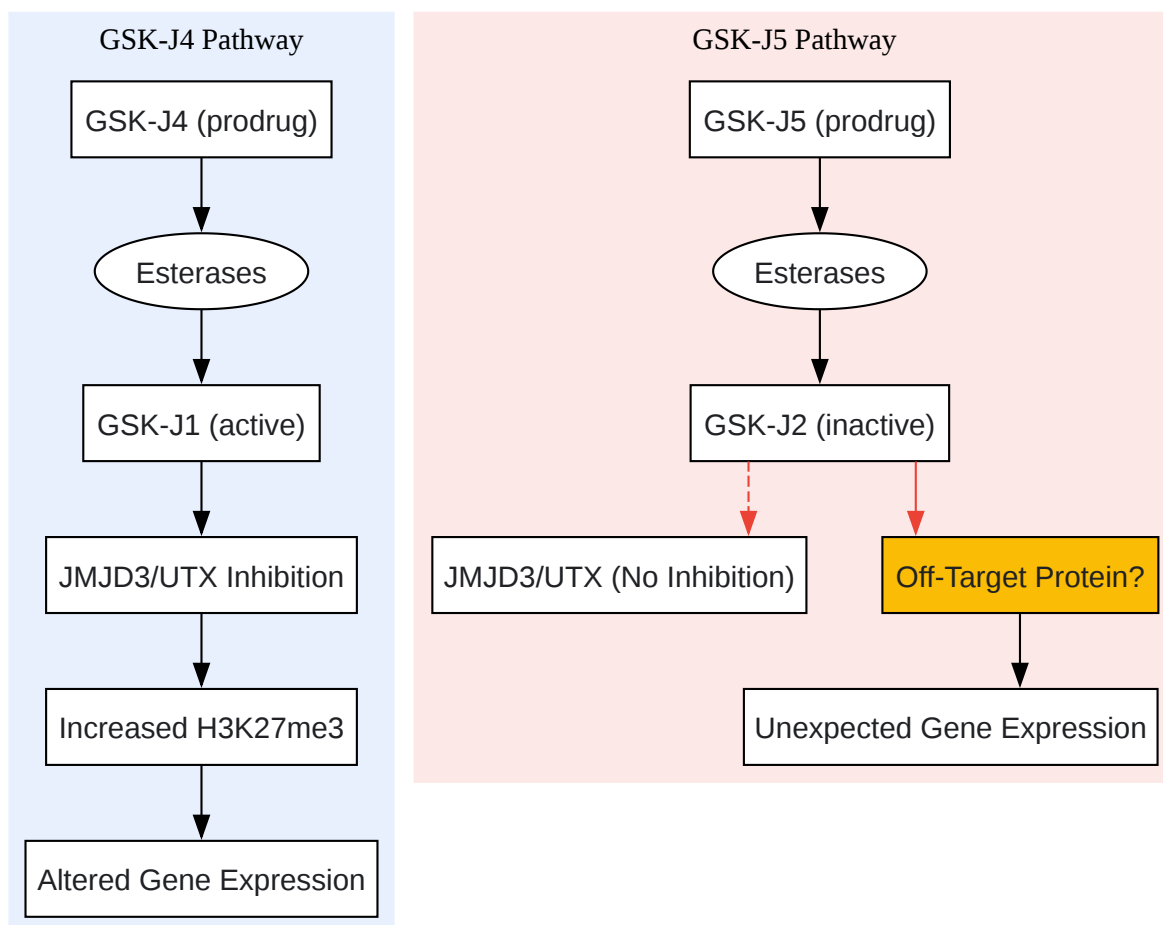 GSK-J4 Pathway
GSK-J4 (prodrug)
Esterases
GSK-J1 (active)
JMJD3/UTX Inhibition
Increased H3K27me3
Altered Gene Expression
GSK-J5 Pathway
GSK-J5 (prodrug)
Esterases
GSK-J2 (inactive)
JMJD3/UTX (No Inhibition)
Off-Target Protein?
Unexpected Gene Expression